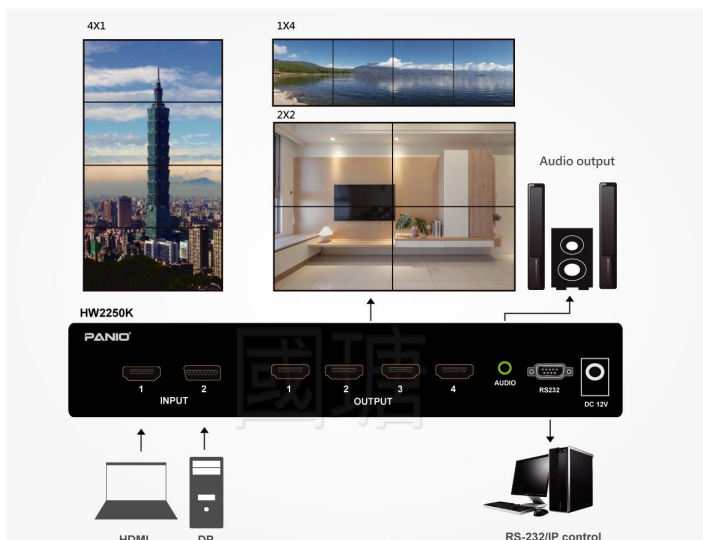 4X1
1X4
2X2
Audio output
HW2250K
PANIO
國瑭
1
2
INPUT
1
2
3
4
OUTPUT
AUDIO
RS232
DC 12V
HDMI
DP
RS-232/IP control